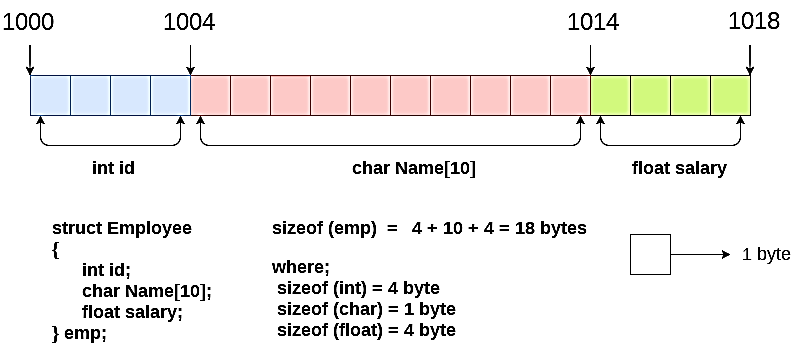 1000 1004 1014 1018
int id char Name[10] float salary
struct Employee
{
int id;
char Name[10];
float salary;
} emp;
sizeof (emp) = 4 + 10 + 4 = 18 bytes
where;
sizeof (int) = 4 byte
sizeof (char) = 1 byte
sizeof (float) = 4 byte
1 byte